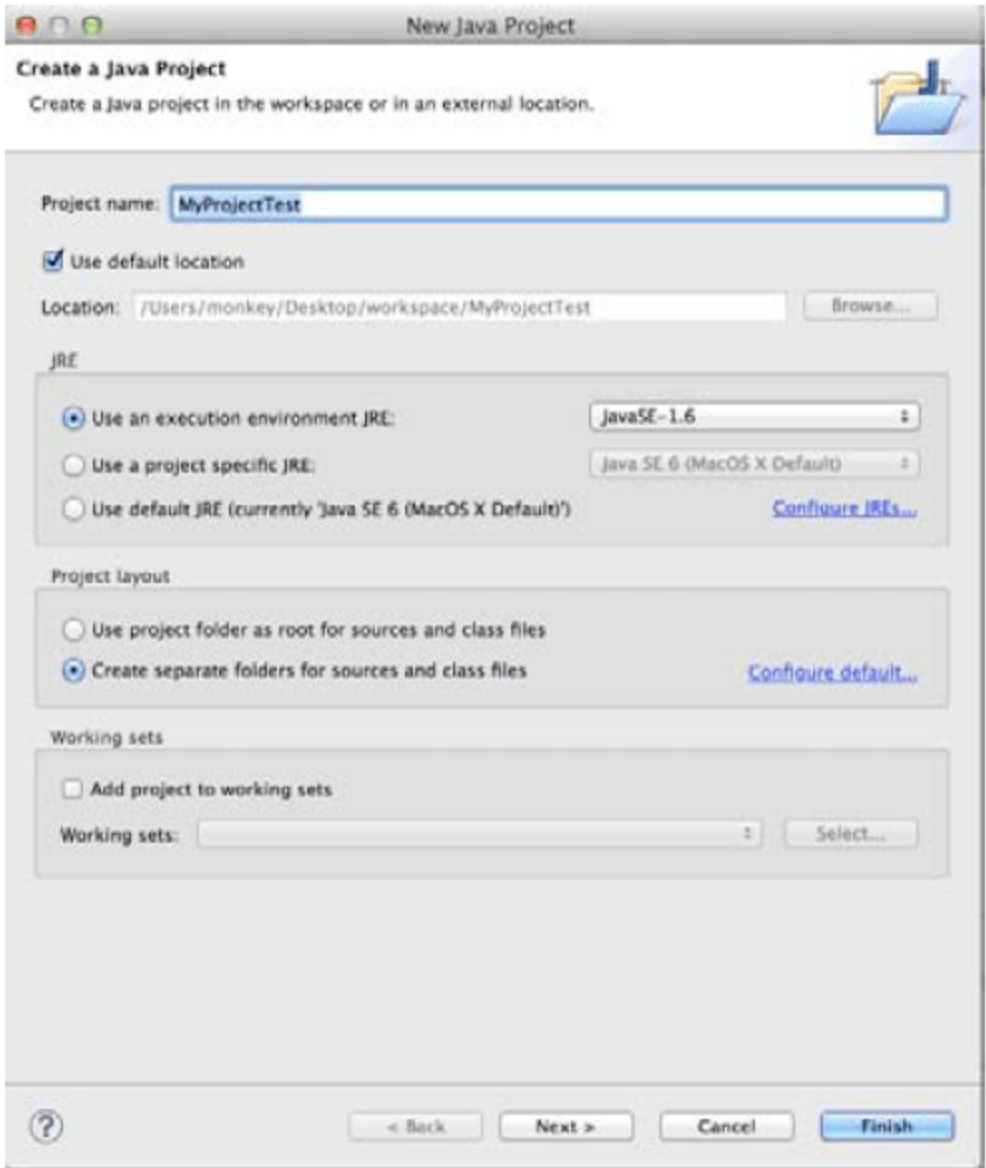 New Java Project
Create a Java Project
Create a Java project in the workspace or in an external location.
Project name: MyProjectTest
Use default location
Location: /Users/monkey/Desktop/workspace/MyProjectTest Browse...
JRE
Use an execution environment JRE: JavaSE-1.6
Use a project specific JRE: Java SE 6 (MacOS X Default)
Use default JRE (currently 'Java SE 6 (MacOS X Default)') Configure JREs...
Project layout
Use project folder as root for sources and class files
Create separate folders for sources and class files Configure default...
Working sets
Add project to working sets
Working sets: Select...
? < Back Next > Cancel Finish